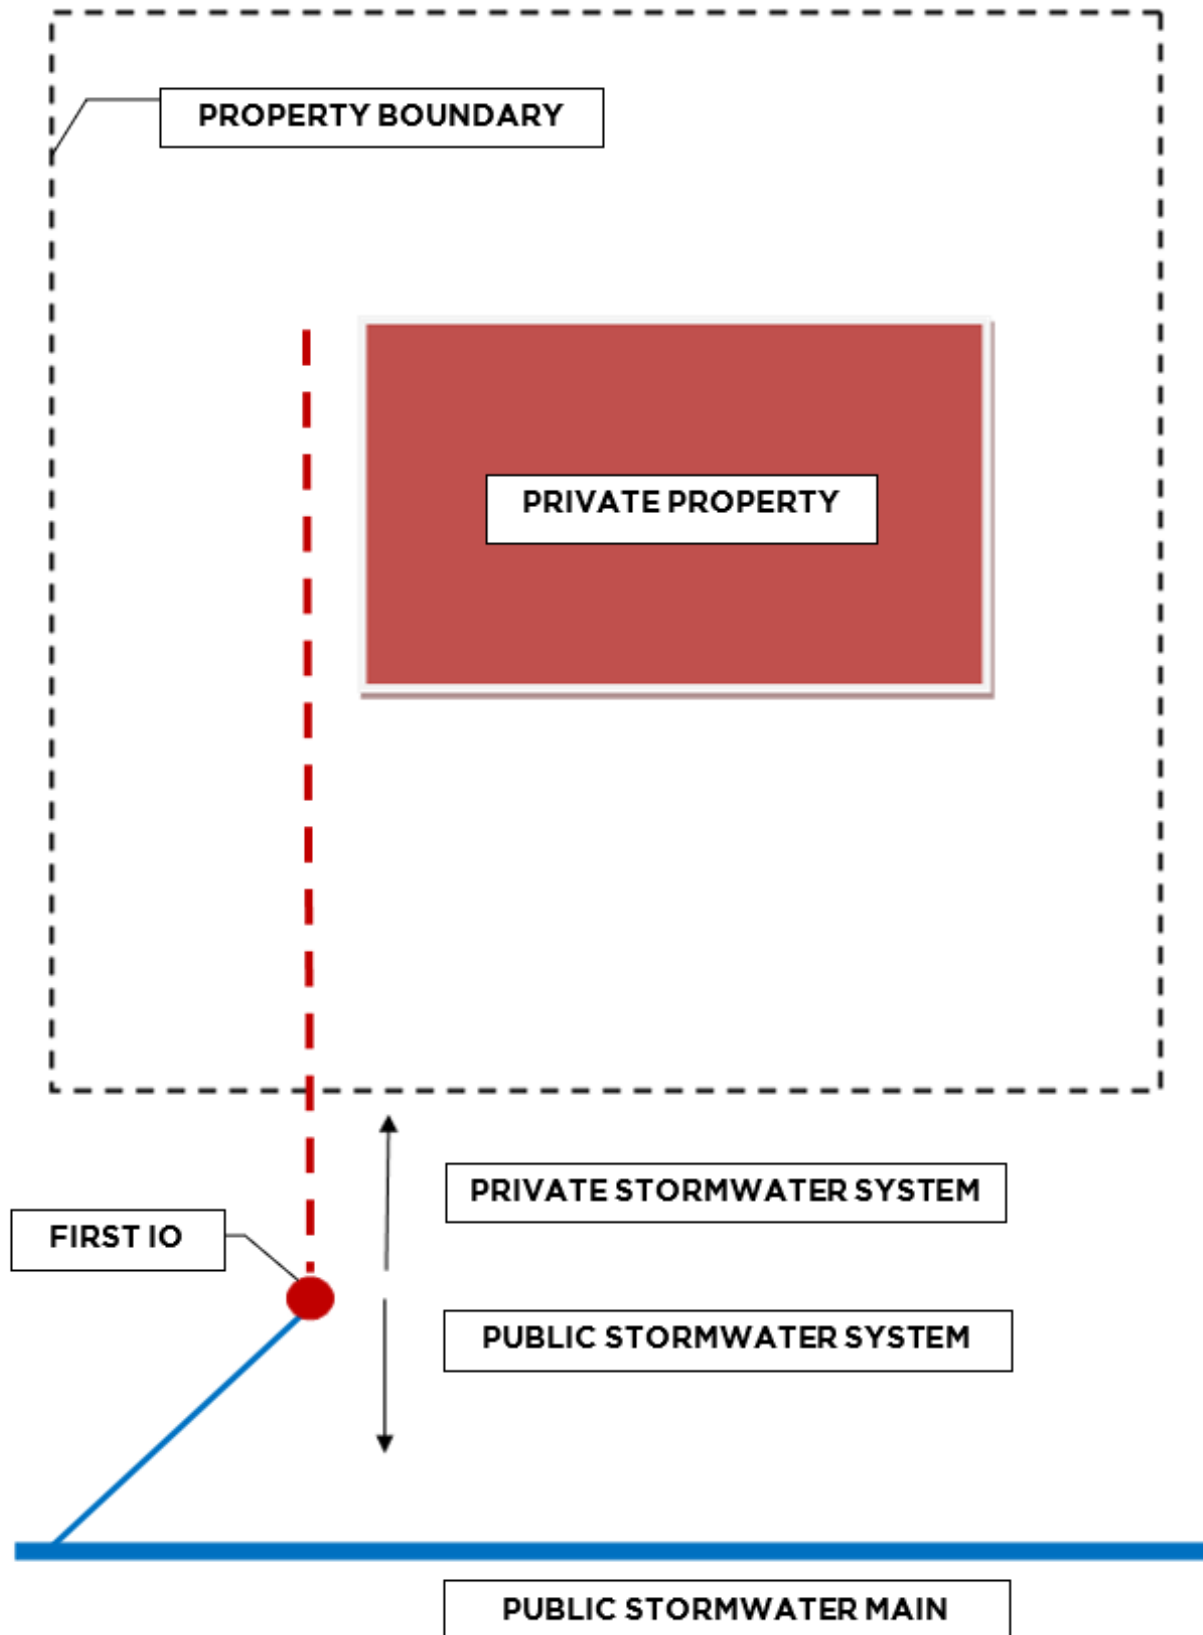 PROPERTY BOUNDARY
PRIVATE PROPERTY
PRIVATE STORMWATER SYSTEM
FIRST IO
PUBLIC STORMWATER SYSTEM
PUBLIC STORMWATER MAIN